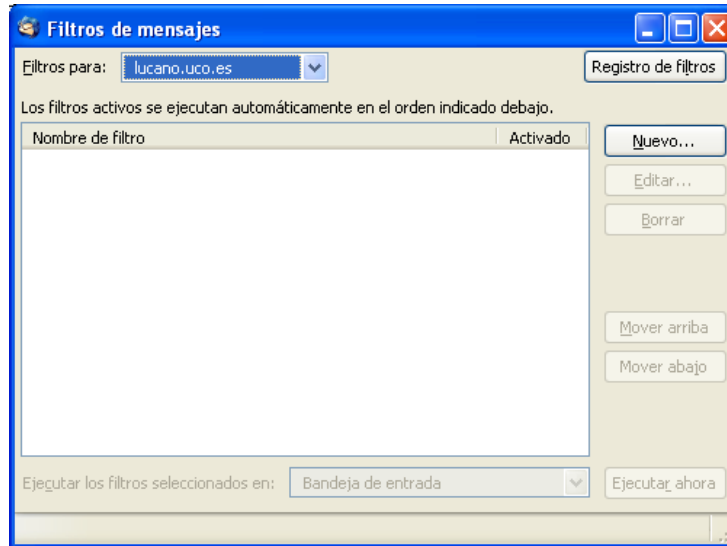 Filtros de mensajes
Filtros para: lucano.uco.es Registro de filtros
Los filtros activos se ejecutan automáticamente en el orden indicado debajo.
Nombre de filtro Activado
Nuevo...
Editar...
Borrar
Mover arriba
Mover abajo
Ejecutar los filtros seleccionados en: Bandeja de entrada Ejecutar ahora